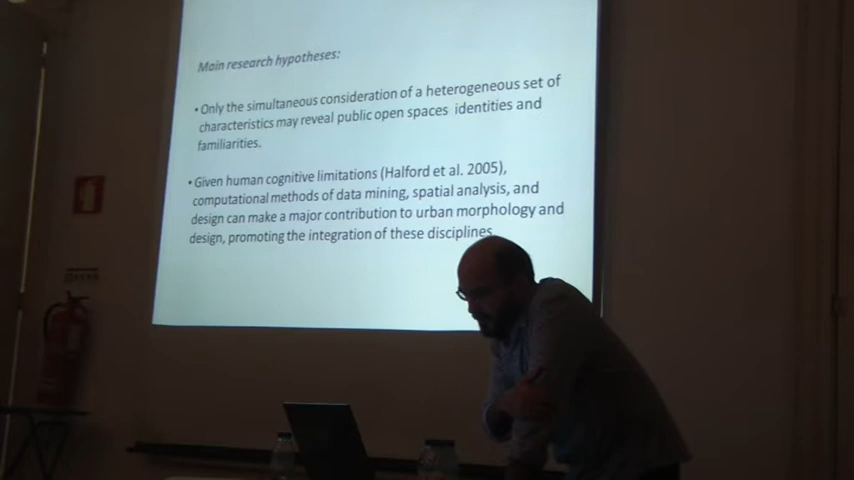 Main research hypotheses:
• Only the simultaneous consideration of a heterogeneous set of
characteristics may reveal public open spaces identities and
familiarities.
• Given human cognitive limitations (Halford et al. 2005),
computational methods of data mining, spatial analysis, and
design can make a major contribution to urban morphology and
design, promoting the integration of these disciplines